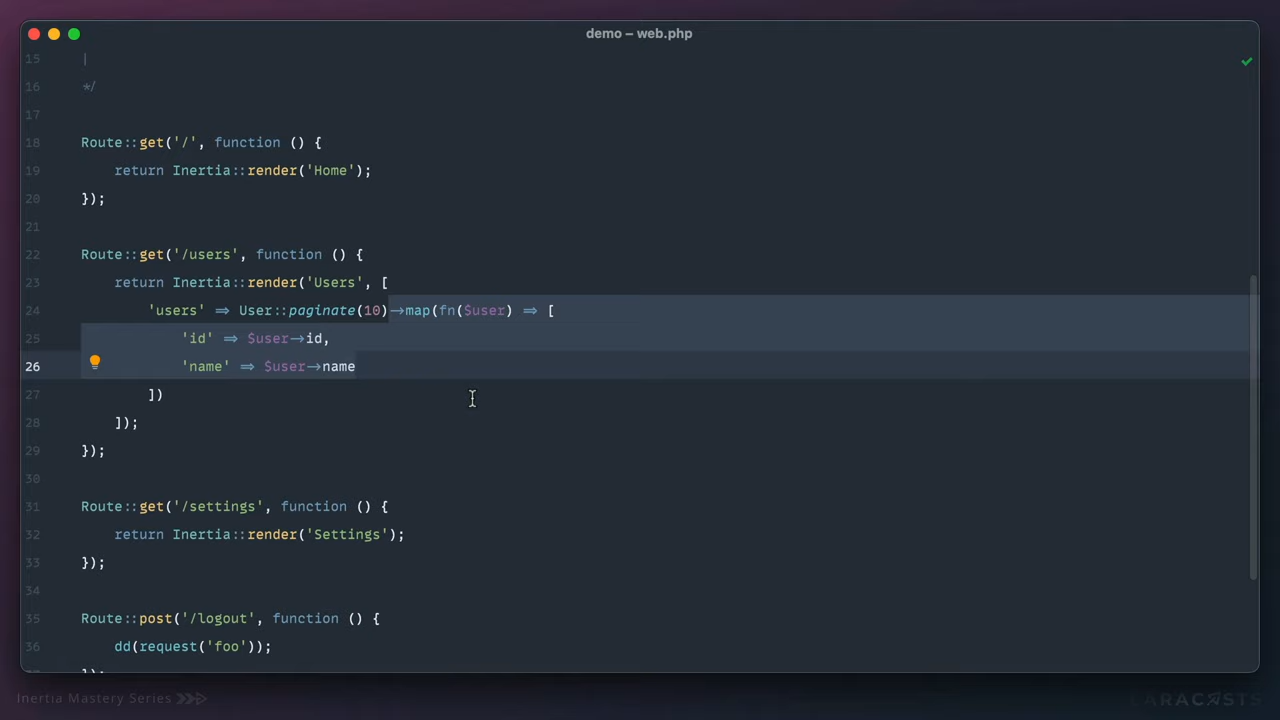 demo – web.php
15 |
16 */
17
18 Route::get('/', function () {
19 return Inertia::render('Home');
20 });
21
22 Route::get('/users', function () {
23 return Inertia::render('Users', [
24 'users' => User::paginate(10)->map(fn($user) => [
25 'id' => $user->id,
26 'name' => $user->name
27 ])
28 ]);
29 });
30
31 Route::get('/settings', function () {
32 return Inertia::render('Settings');
33 });
34
35 Route::post('/logout', function () {
36 dd(request('foo'));
Inertia Mastery Series
LARACASTS